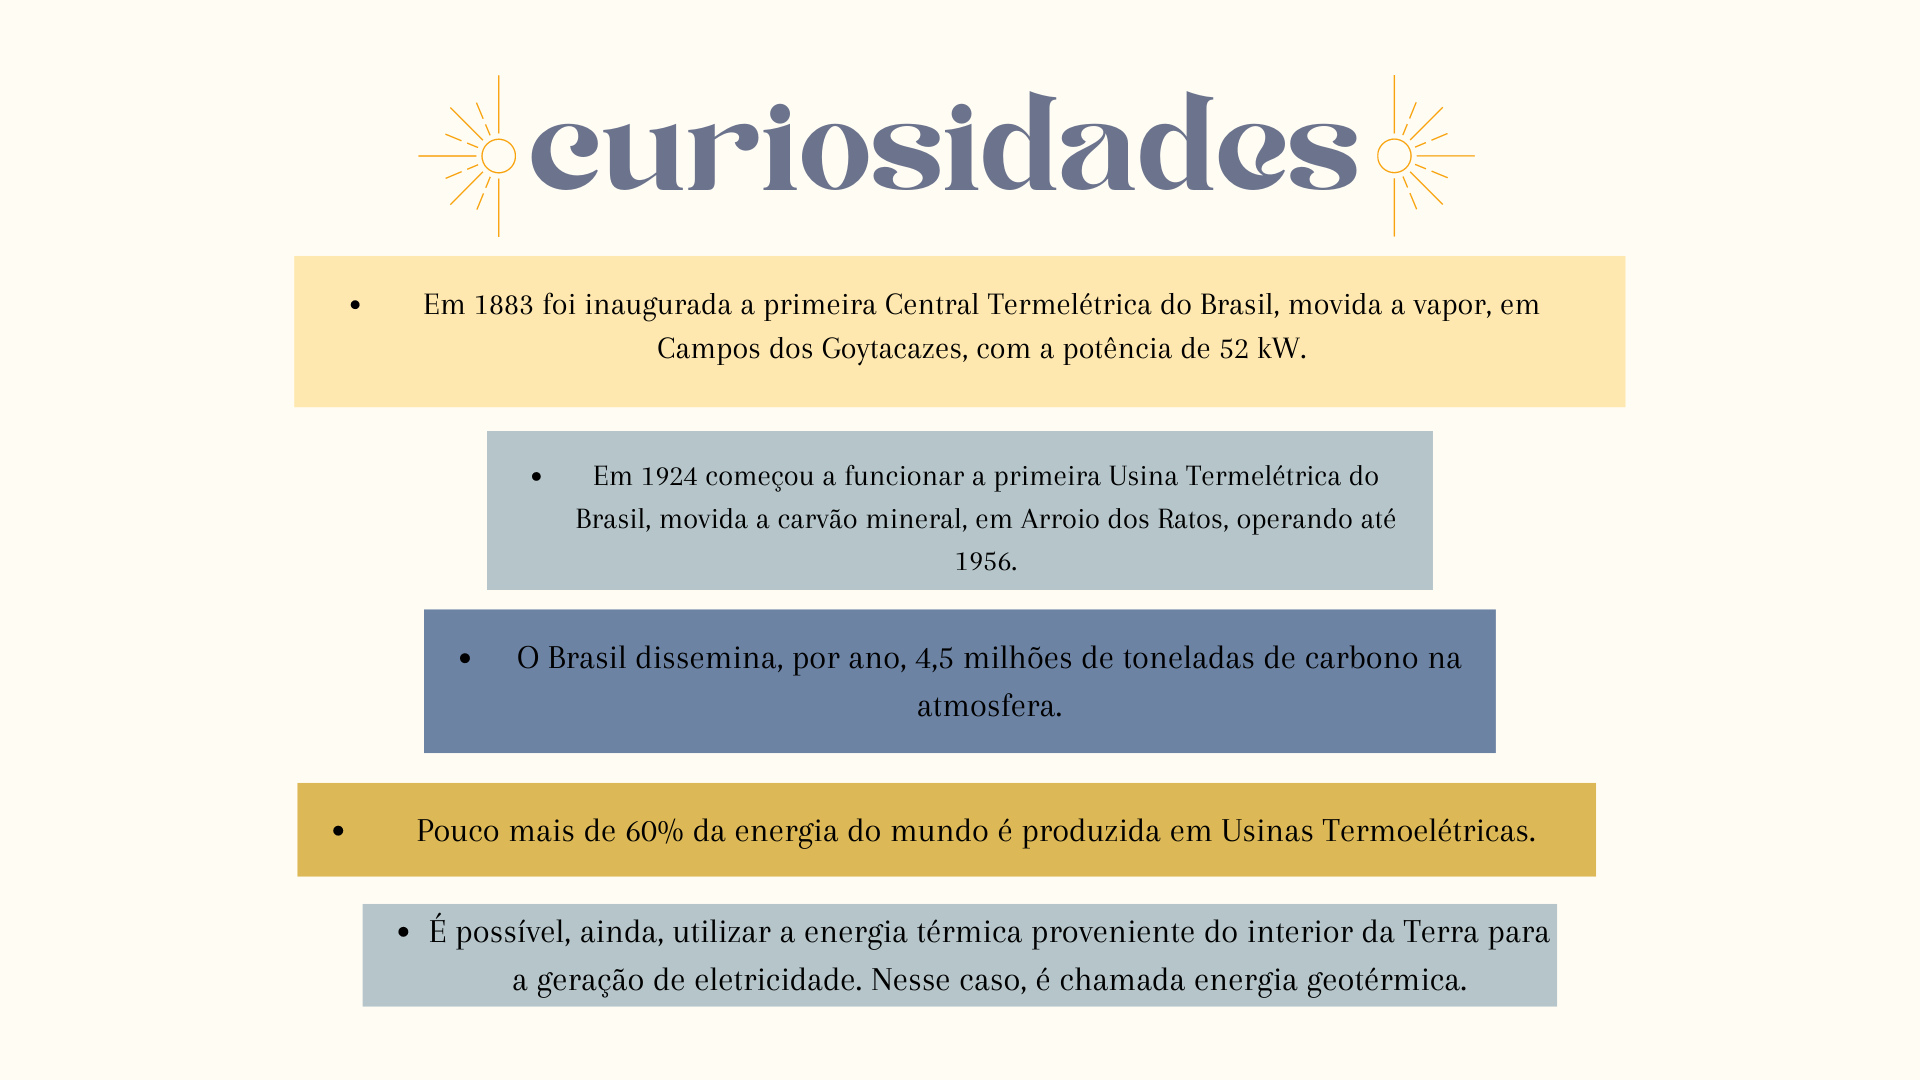 curiosidades
• Em 1883 foi inaugurada a primeira Central Termelétrica do Brasil, movida a vapor, em
Campos dos Goytacazes, com a potência de 52 kW.
• Em 1924 começou a funcionar a primeira Usina Termelétrica do
Brasil, movida a carvão mineral, em Arroio dos Ratos, operando até
1956.
• O Brasil dissemina, por ano, 4,5 milhões de toneladas de carbono na
atmosfera.
• Pouco mais de 60% da energia do mundo é produzida em Usinas Termoelétricas.
• É possível, ainda, utilizar a energia térmica proveniente do interior da Terra para
a geração de eletricidade. Nesse caso, é chamada energia geotérmica.